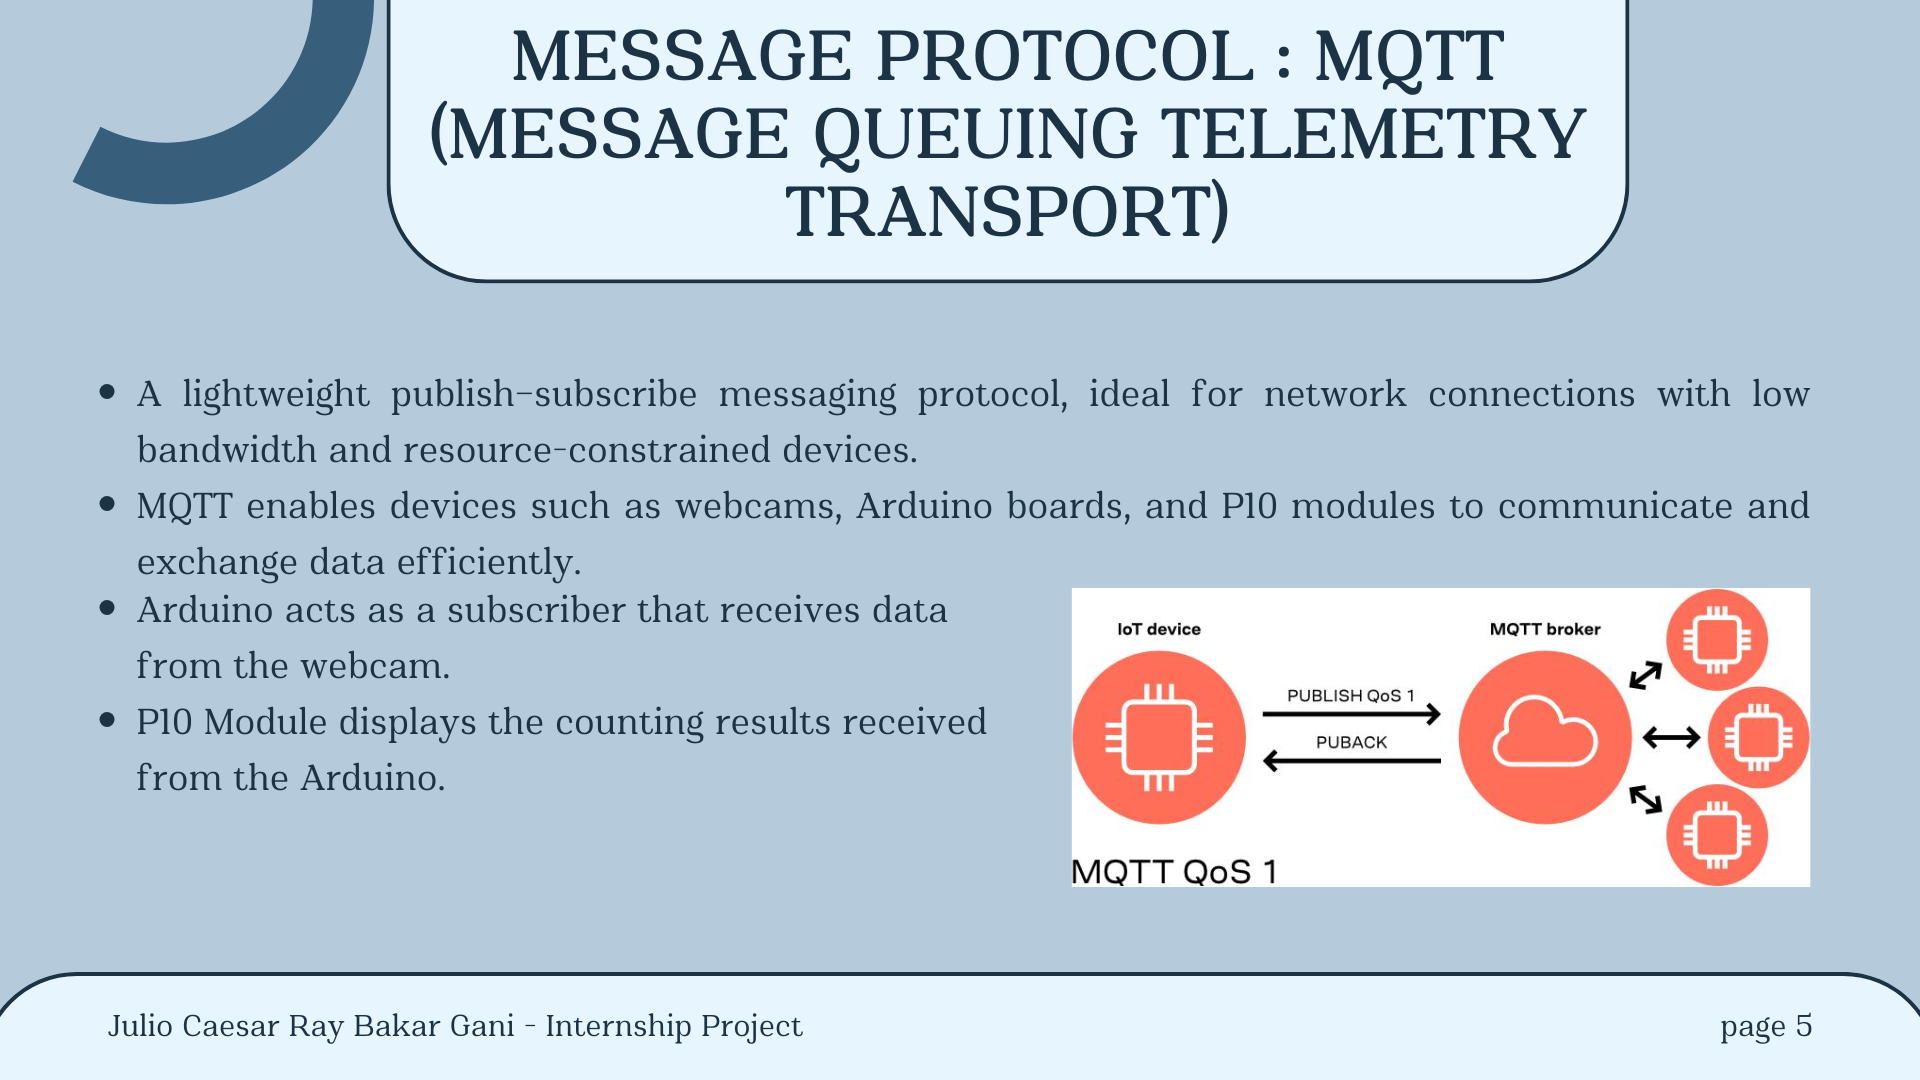 MESSAGE PROTOCOL : MQTT
(MESSAGE QUEUING TELEMETRY
TRANSPORT)
• A lightweight publish–subscribe messaging protocol, ideal for network connections with low
bandwidth and resource-constrained devices.
• MQTT enables devices such as webcams, Arduino boards, and P10 modules to communicate and
exchange data efficiently.
• Arduino acts as a subscriber that receives data
from the webcam.
• P10 Module displays the counting results received
from the Arduino.
IoT device
MQTT broker
PUBLISH QoS 1
PUBACK
MQTT QoS 1
Julio Caesar Ray Bakar Gani - Internship Project
page 5